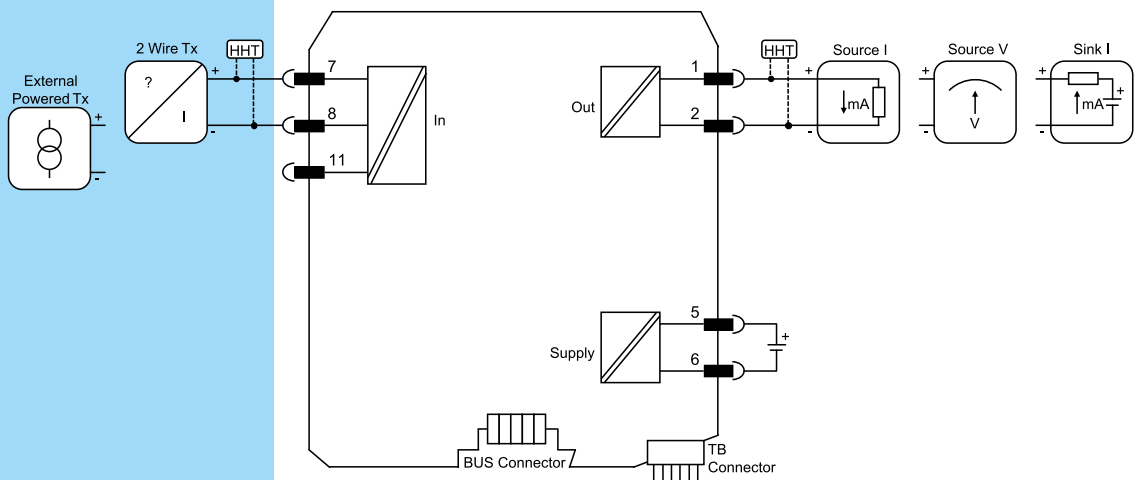 External
Powered Tx
+
-
2 Wire Tx
?
I
+
-
HHT
7
8
11
In
Out
1
2
HHT
Source I
+
-
mA
Source V
+
-
V
Sink I
+
-
mA
+
Supply
5
6
+
BUS Connector
TB
Connector